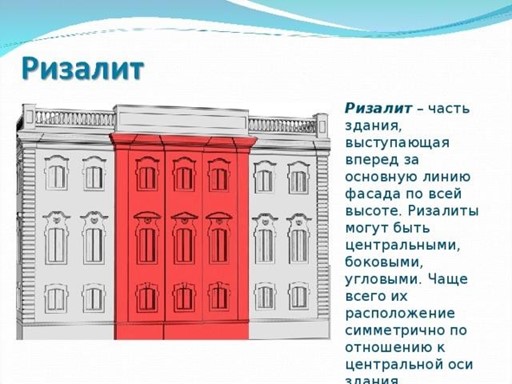 Ризалит
Ризалит – часть
здания,
выступающая
вперед за
основную линию
фасада по всей
высоте. Ризалиты
могут быть
центральными,
боковыми,
угловыми. Чаще
всего их
расположение
симметрично по
отношению к
центральной оси
здания